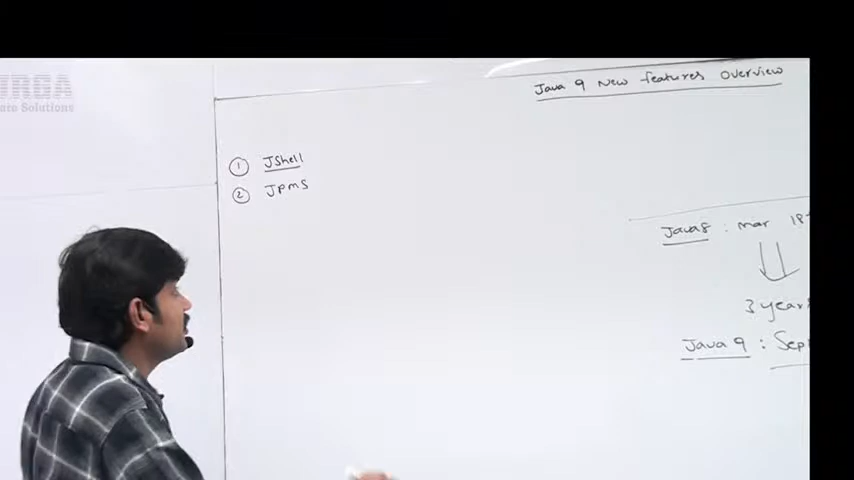 Java 9 New features Overview
① JShell
② JPMS
Java8 : mar 18
3 years
Java 9 : Sep